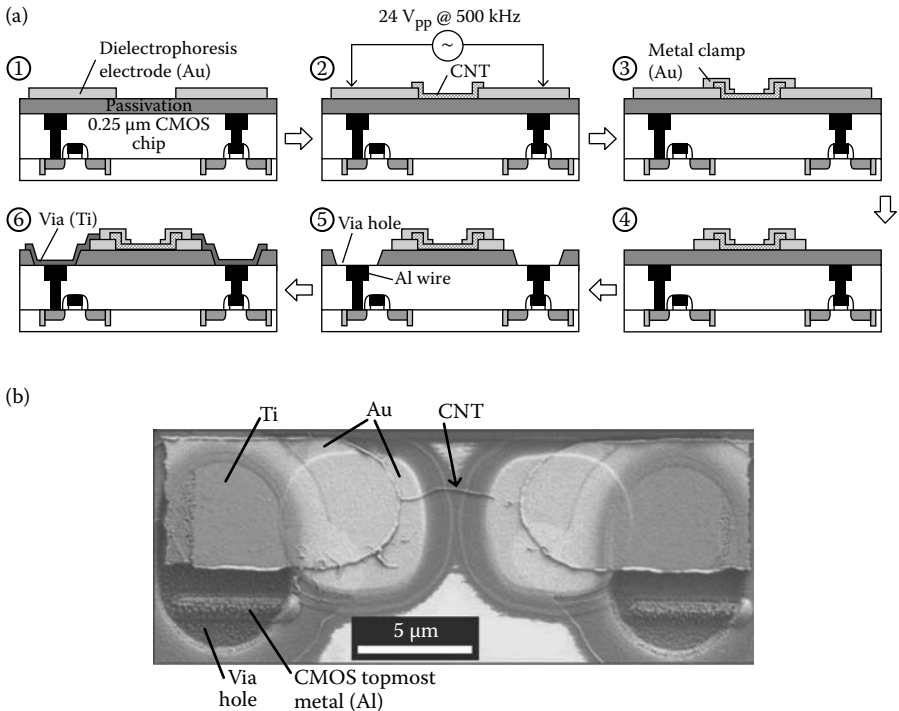 (a)
24 Vpp @ 500 kHz
~
Dielectrophoresis
electrode (Au)
CNT
Metal clamp
(Au)
1
2
3
Passivation
0.25 μm CMOS
chip
6
Via (Ti)
5
Via hole
Al wire
4
(b)
Ti
Au
CNT
5 μm
Via
hole
CMOS topmost
metal (Al)